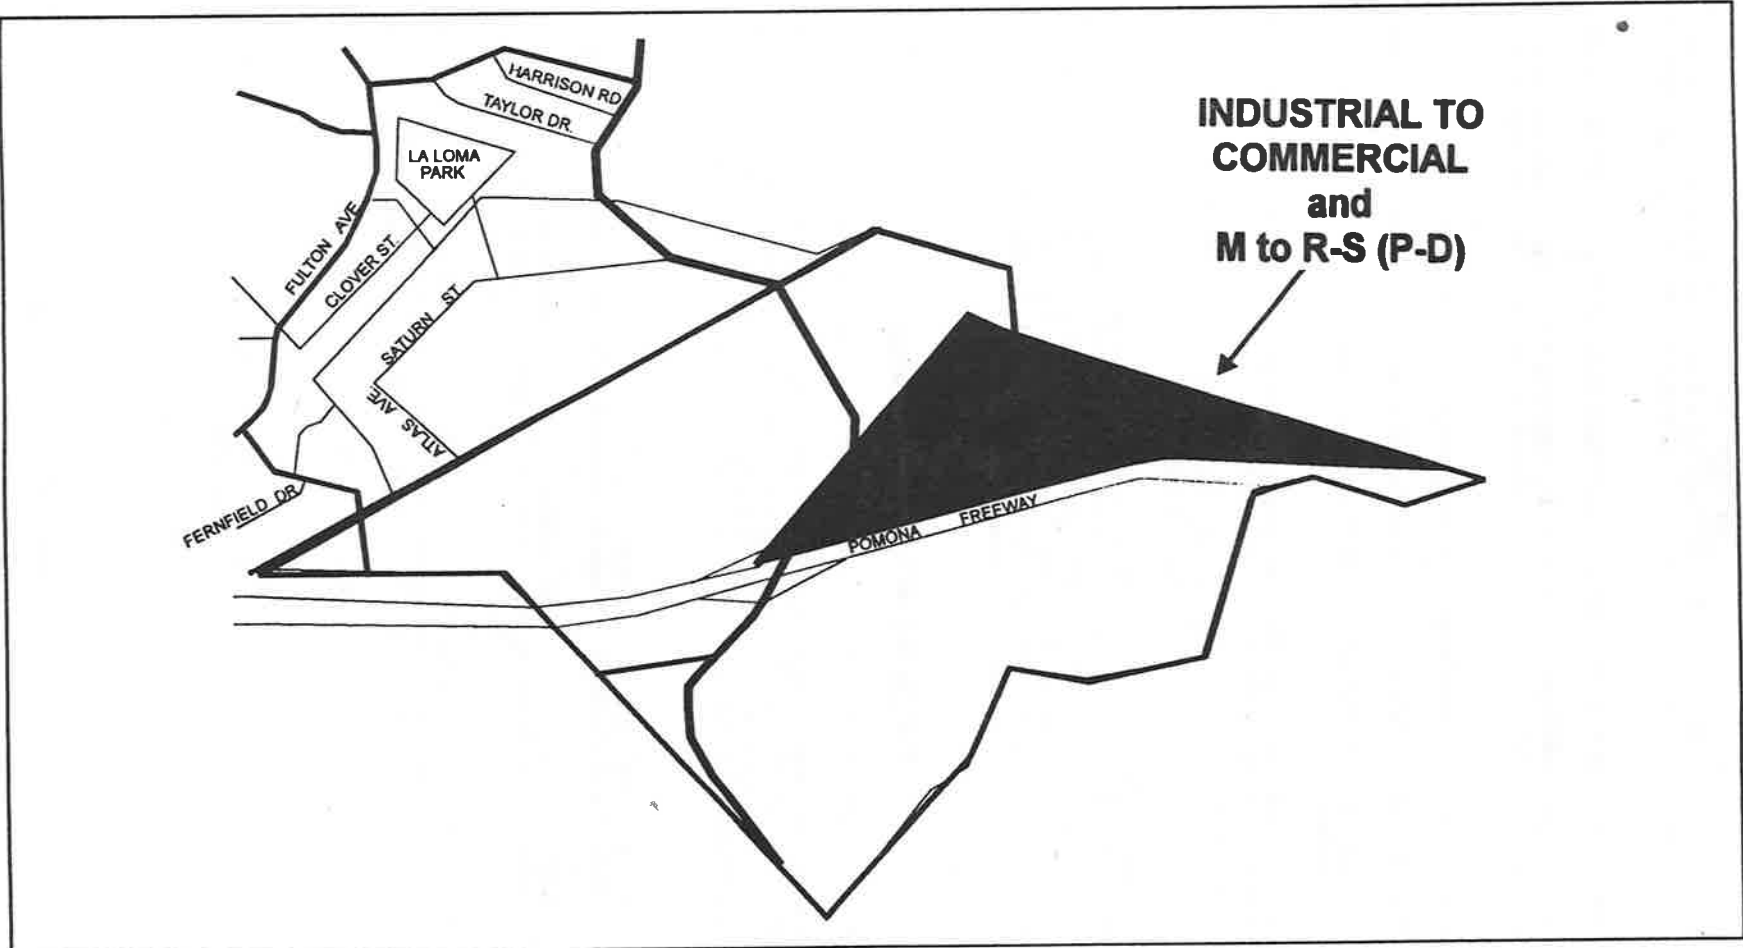 HARRISON RD
TAYLOR DR.
LA LOMA
PARK
INDUSTRIAL TO
COMMERCIAL
and
M to R-S (P-D)
FULTON AVE
CLOVER ST.
SATURN ST.
ATLAS AVE
FERNFIELD DR.
POMONA FREEWAY